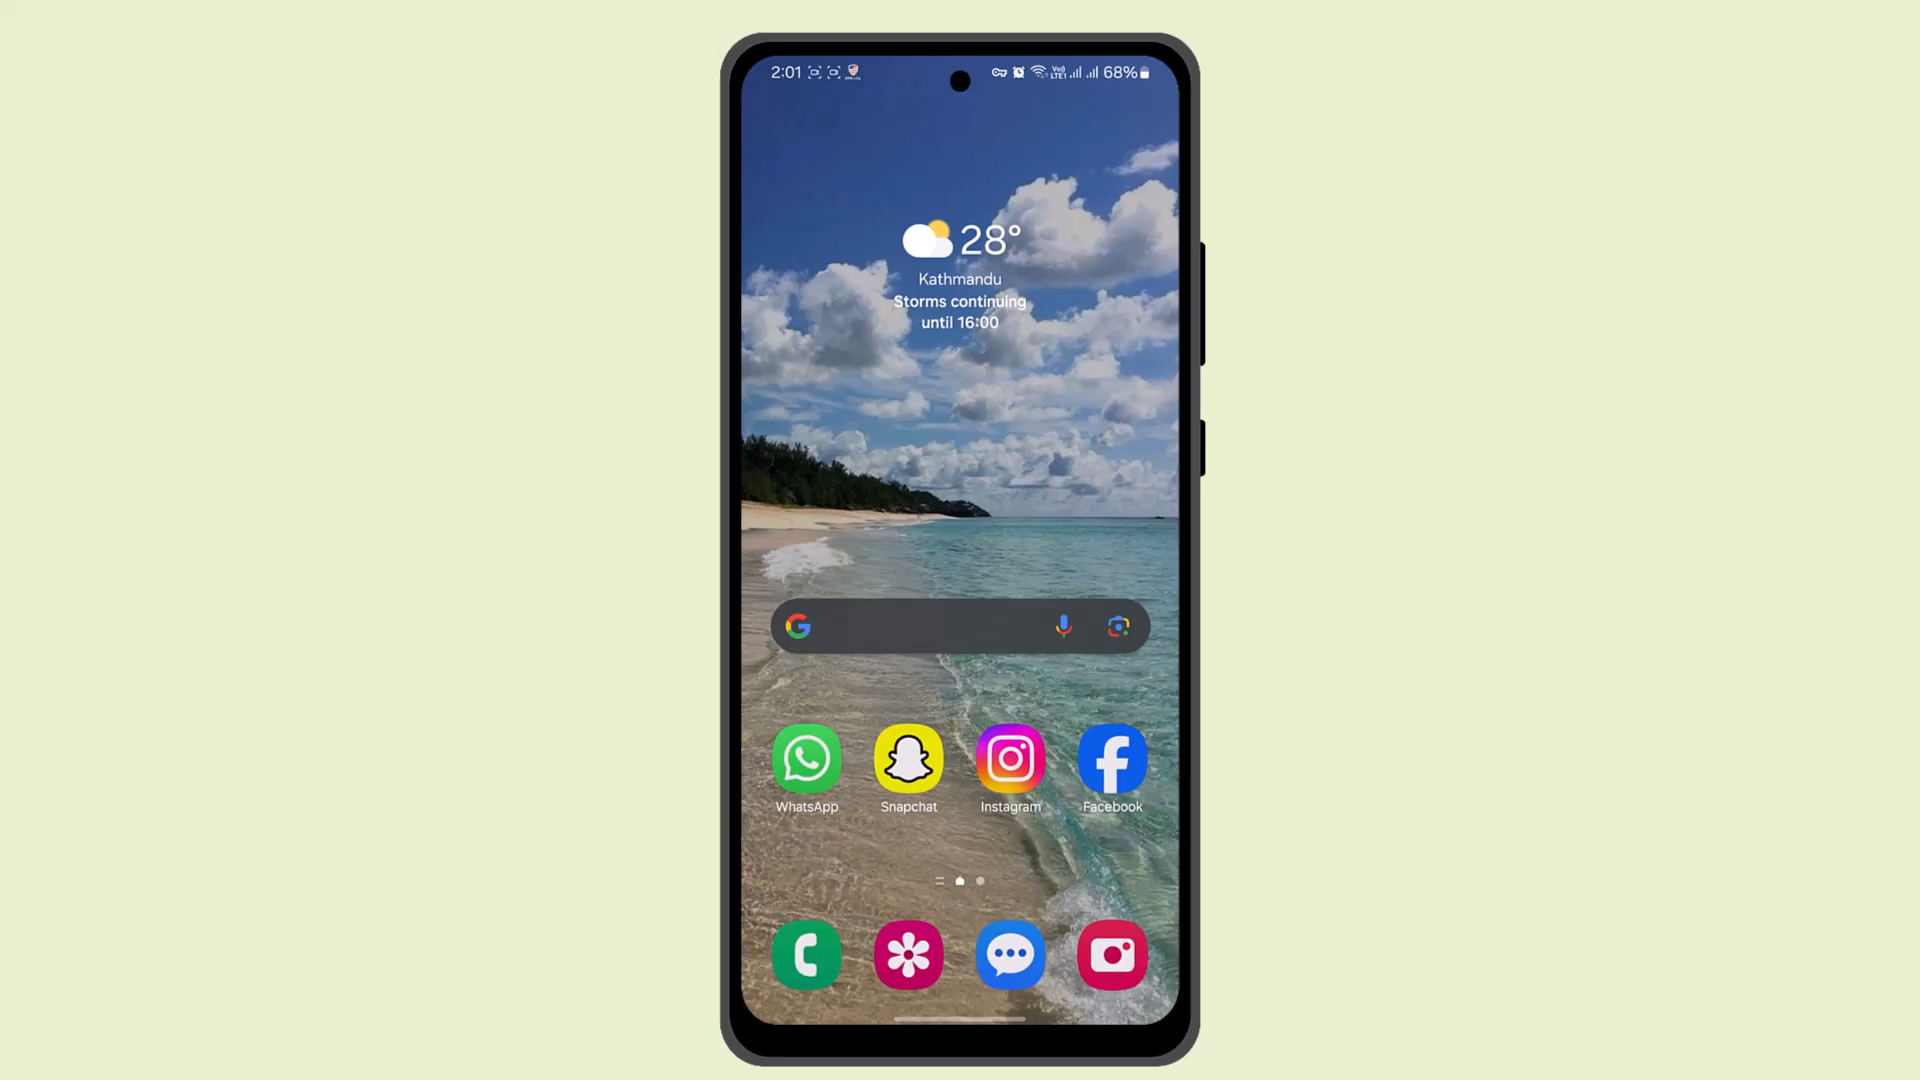 2:01
68%
28°
Kathmandu
Storms continuing
until 16:00
WhatsApp
Snapchat
Instagram
Facebook